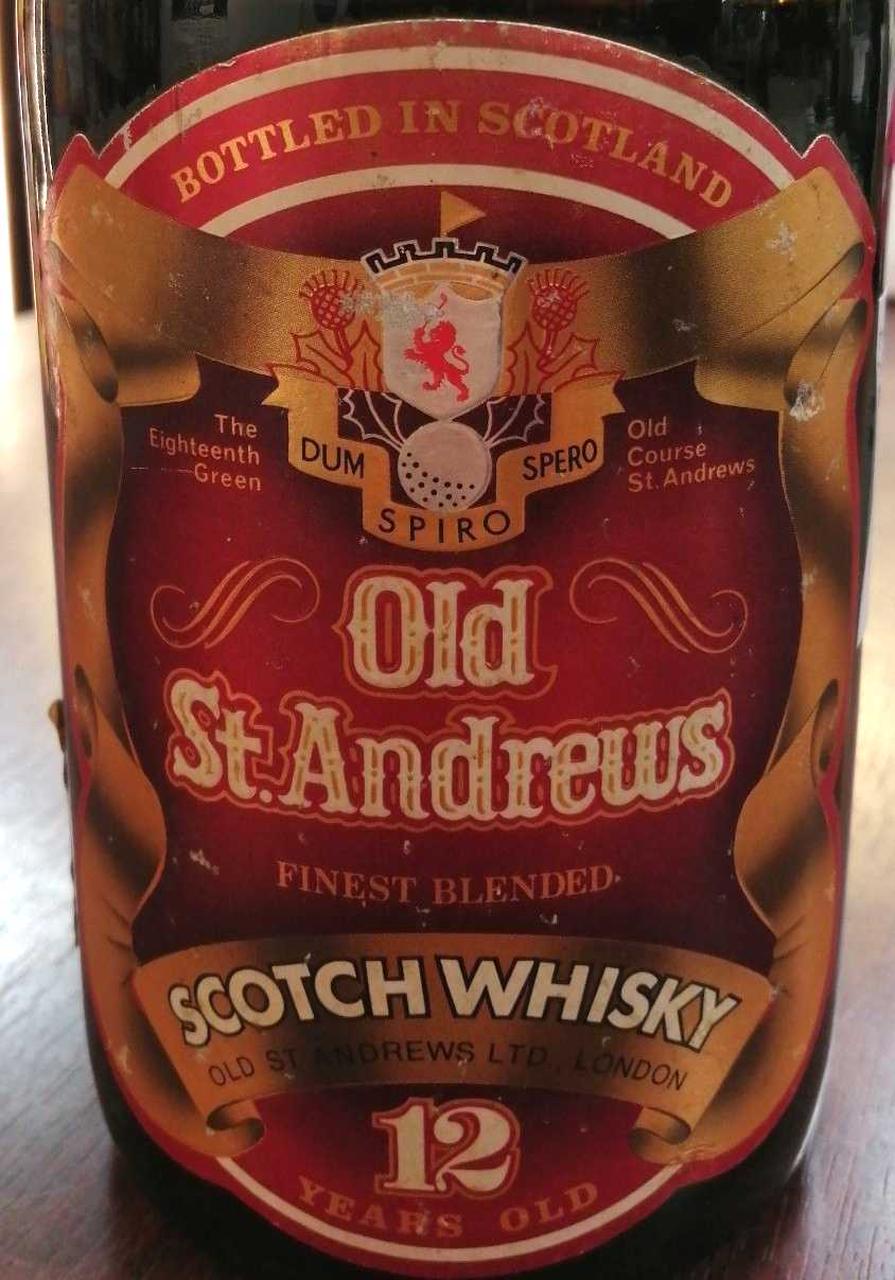 BOTTLED IN SCOTLAND
The
Eighteenth
Green
DUM SPIRO SPERO
Old
Course
St. Andrews
Old
St. Andrews
FINEST BLENDED
SCOTCH WHISKY
OLD ST ANDREWS LTD., LONDON
12
YEARS OLD